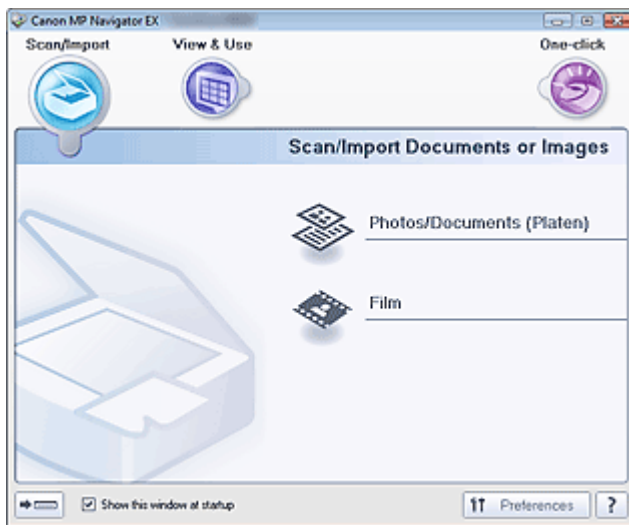 Canon MP Navigator EX
Scan/Import
View & Use
One-click
Scan/Import Documents or Images
Photos/Documents (Platen)
Film
Show this window at startup
Preferences
?